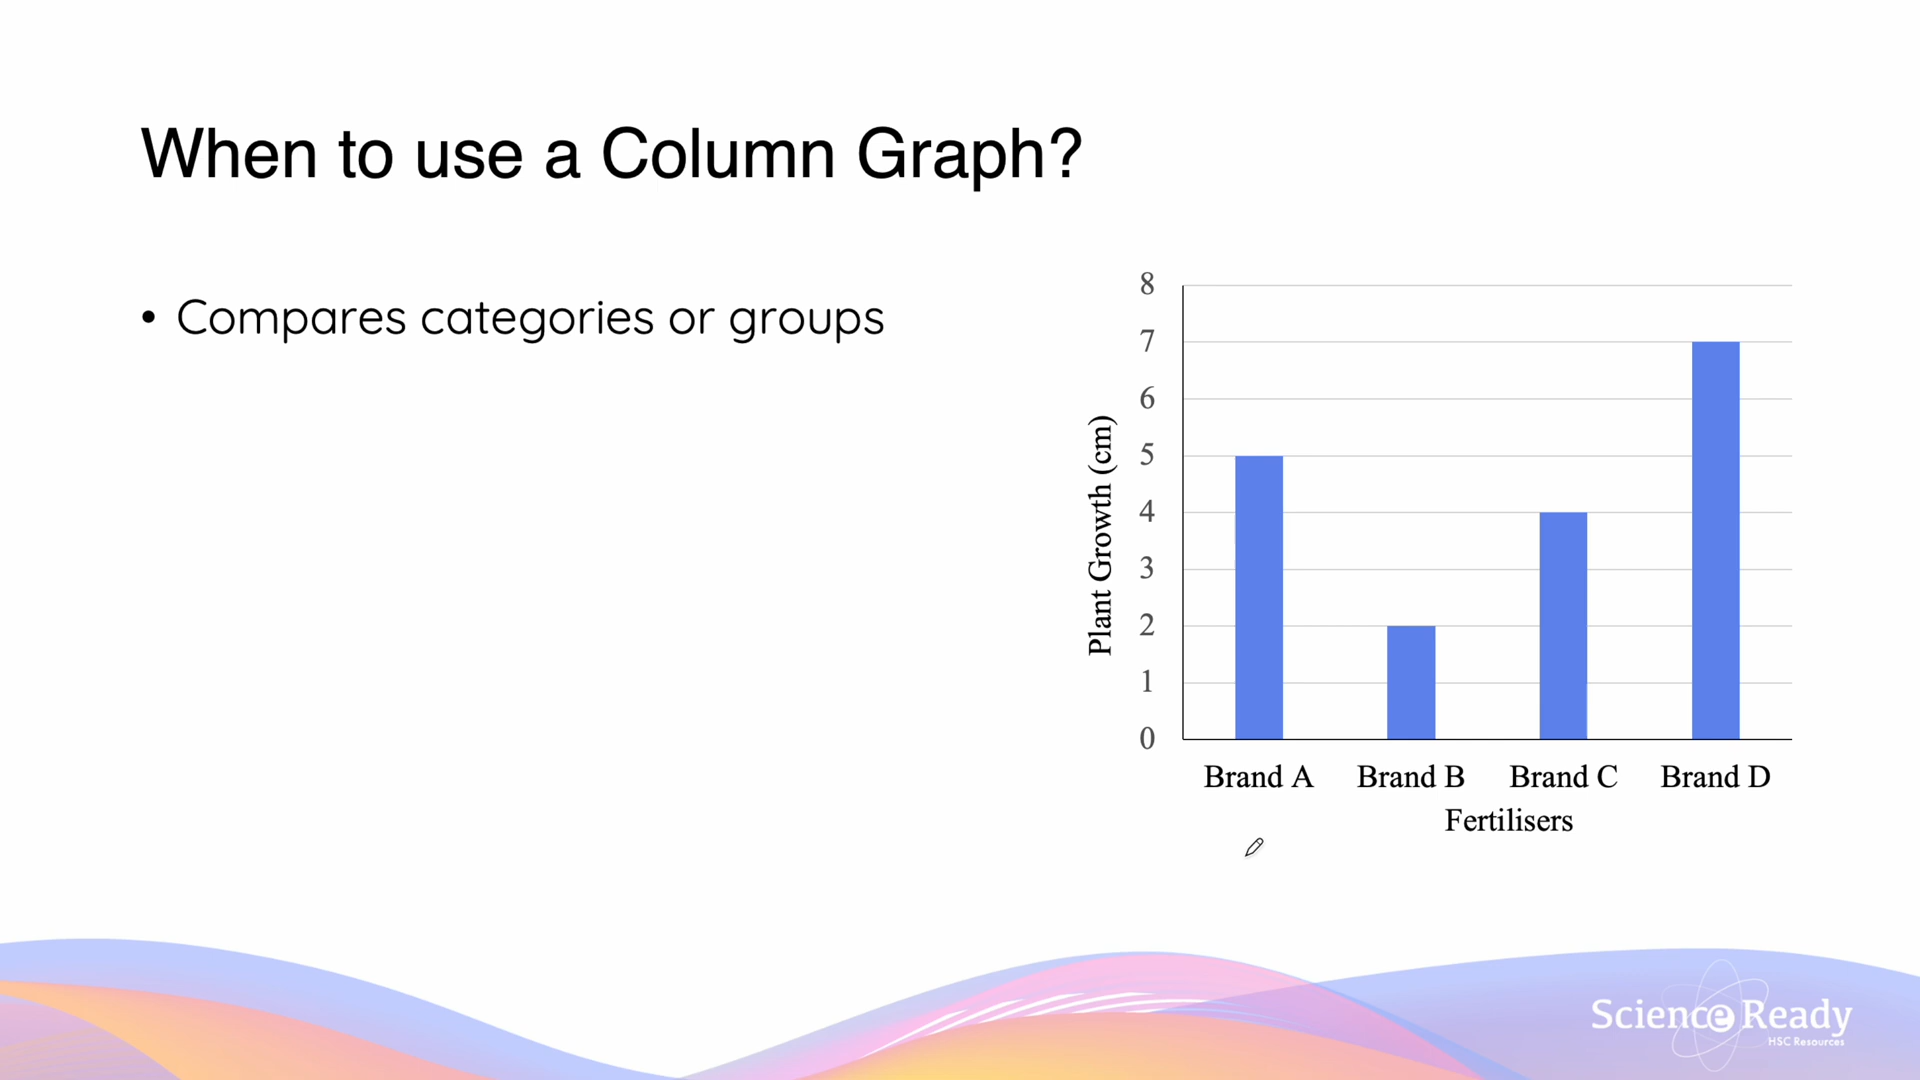 When to use a Column Graph?
• Compares categories or groups
8
7
6
5
4
3
2
1
0
Plant Growth (cm)
Brand A Brand B Brand C Brand D
Fertilisers
Science Ready
HSC Resources